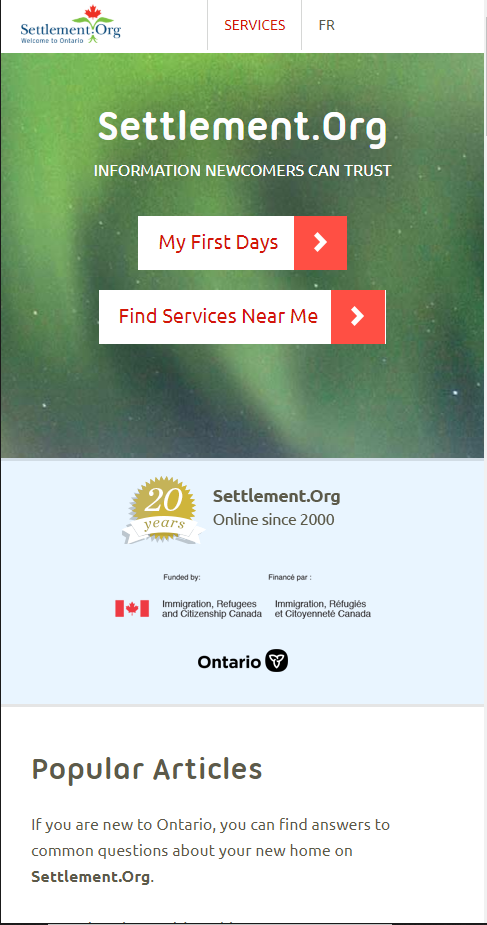 Settlement.Org
Welcome to Ontario
SERVICES
FR
Settlement.Org
INFORMATION NEWCOMERS CAN TRUST
My First Days
Find Services Near Me
20
years
Settlement.Org
Online since 2000
Funded by:
Financé par :
Immigration, Refugees
and Citizenship Canada
Immigration, Réfugiés
et Citoyenneté Canada
Ontario
Popular Articles
If you are new to Ontario, you can find answers to
common questions about your new home on
Settlement.Org.